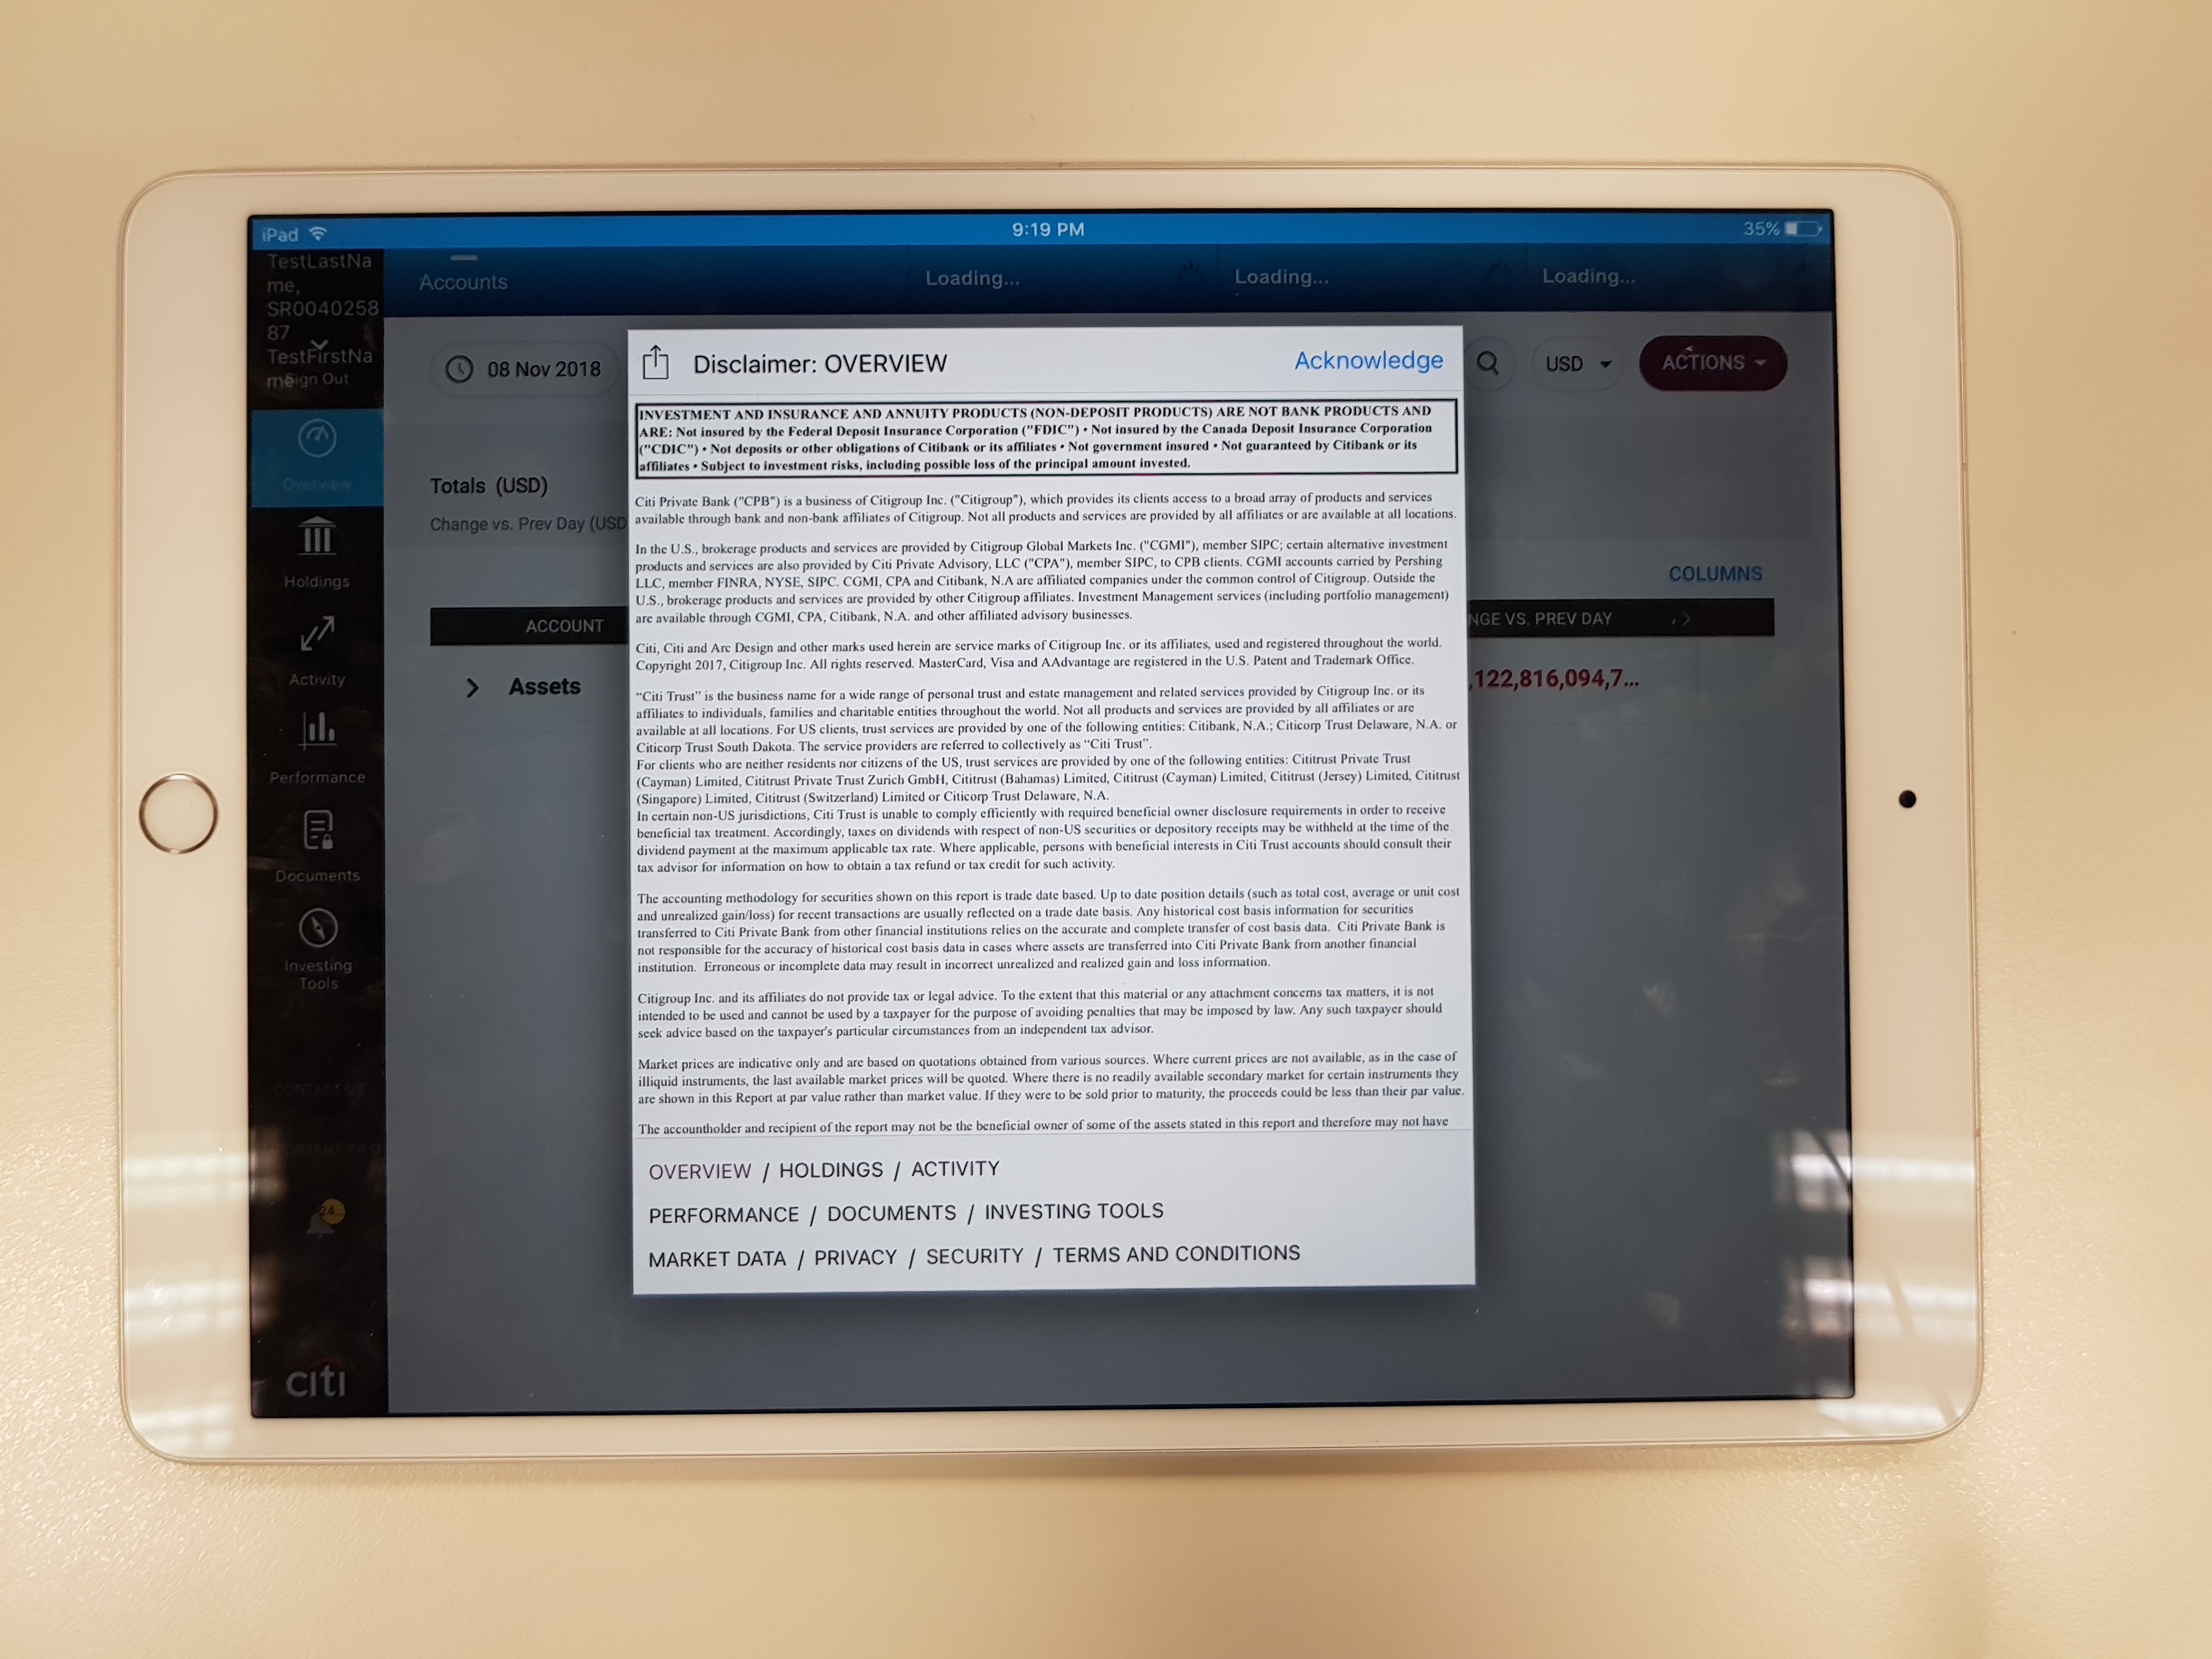 iPad
9:19 PM
35%
TestLastNa
me,
SR0040258
87
TestFirstNa
me
Sign Out
Accounts
Loading...
Loading...
Loading...
08 Nov 2018
USD
ACTIONS
Overview
Holdings
Activity
Performance
Documents
Investing
Tools
CONTACT US
citi
Totals (USD)
Change vs. Prev Day (USD
COLUMNS
ACCOUNT
NGE VS. PREV DAY
Assets
,122,816,094,7...
Disclaimer: OVERVIEW
Acknowledge
INVESTMENT AND INSURANCE AND ANNUITY PRODUCTS (NON-DEPOSIT PRODUCTS) ARE NOT BANK PRODUCTS AND
ARE: Not insured by the Federal Deposit Insurance Corporation ("FDIC") • Not insured by the Canada Deposit Insurance Corporation
("CDIC") • Not deposits or other obligations of Citibank or its affiliates • Not government insured • Not guaranteed by Citibank or its
affiliates • Subject to investment risks, including possible loss of the principal amount invested.
Citi Private Bank ("CPB") is a business of Citigroup Inc. ("Citigroup"), which provides its clients access to a broad array of products and services
available through bank and non-bank affiliates of Citigroup. Not all products and services are provided by all affiliates or are available at all locations.
In the U.S., brokerage products and services are provided by Citigroup Global Markets Inc. ("CGMI"), member SIPC; certain alternative investment
products and services are also provided by Citi Private Advisory, LLC ("CPA"), member SIPC, to CPB clients. CGMI accounts carried by Pershing
LLC, member FINRA, NYSE, SIPC. CGMI, CPA and Citibank, N.A are affiliated companies under the common control of Citigroup. Outside the
U.S., brokerage products and services are provided by other Citigroup affiliates. Investment Management services (including portfolio management)
are available through CGMI, CPA, Citibank, N.A. and other affiliated advisory businesses.
Citi, Citi and Arc Design and other marks used herein are service marks of Citigroup Inc. or its affiliates, used and registered throughout the world.
Copyright 2017, Citigroup Inc. All rights reserved. MasterCard, Visa and AAdvantage are registered in the U.S. Patent and Trademark Office.
"Citi Trust" is the business name for a wide range of personal trust and estate management and related services provided by Citigroup Inc. or its
affiliates to individuals, families and charitable entities throughout the world. Not all products and services are provided by all affiliates or are
available at all locations. For US clients, trust services are provided by one of the following entities: Citibank, N.A.; Citicorp Trust Delaware, N.A. or
Citicorp Trust South Dakota. The service providers are referred to collectively as "Citi Trust".
For clients who are neither residents nor citizens of the US, trust services are provided by one of the following entities: Cititrust Private Trust
(Cayman) Limited, Cititrust Private Trust Zurich GmbH, Cititrust (Bahamas) Limited, Cititrust (Cayman) Limited, Cititrust (Jersey) Limited, Cititrust
(Singapore) Limited, Cititrust (Switzerland) Limited or Citicorp Trust Delaware, N.A.
In certain non-US jurisdictions, Citi Trust is unable to comply efficiently with required beneficial owner disclosure requirements in order to receive
beneficial tax treatment. Accordingly, taxes on dividends with respect of non-US securities or depository receipts may be withheld at the time of the
dividend payment at the maximum applicable tax rate. Where applicable, persons with beneficial interests in Citi Trust accounts should consult their
tax advisor for information on how to obtain a tax refund or tax credit for such activity.
The accounting methodology for securities shown on this report is trade date based. Up to date position details (such as total cost, average or unit cost
and unrealized gain/loss) for recent transactions are usually reflected on a trade date basis. Any historical cost basis information for securities
transferred to Citi Private Bank from other financial institutions relies on the accurate and complete transfer of cost basis data. Citi Private Bank is
not responsible for the accuracy of historical cost basis data in cases where assets are transferred into Citi Private Bank from another financial
institution. Erroneous or incomplete data may result in incorrect unrealized and realized gain and loss information.
Citigroup Inc. and its affiliates do not provide tax or legal advice. To the extent that this material or any attachment concerns tax matters, it is not
intended to be used and cannot be used by a taxpayer for the purpose of avoiding penalties that may be imposed by law. Any such taxpayer should
seek advice based on the taxpayer's particular circumstances from an independent tax advisor.
Market prices are indicative only and are based on quotations obtained from various sources. Where current prices are not available, as in the case of
illiquid instruments, the last available market prices will be quoted. Where there is no readily available secondary market for certain instruments they
are shown in this Report at par value rather than market value. If they were to be sold prior to maturity, the proceeds could be less than their par value.
The accountholder and recipient of the report may not be the beneficial owner of some of the assets stated in this report and therefore may not have
OVERVIEW / HOLDINGS / ACTIVITY
PERFORMANCE / DOCUMENTS / INVESTING TOOLS
MARKET DATA / PRIVACY / SECURITY / TERMS AND CONDITIONS